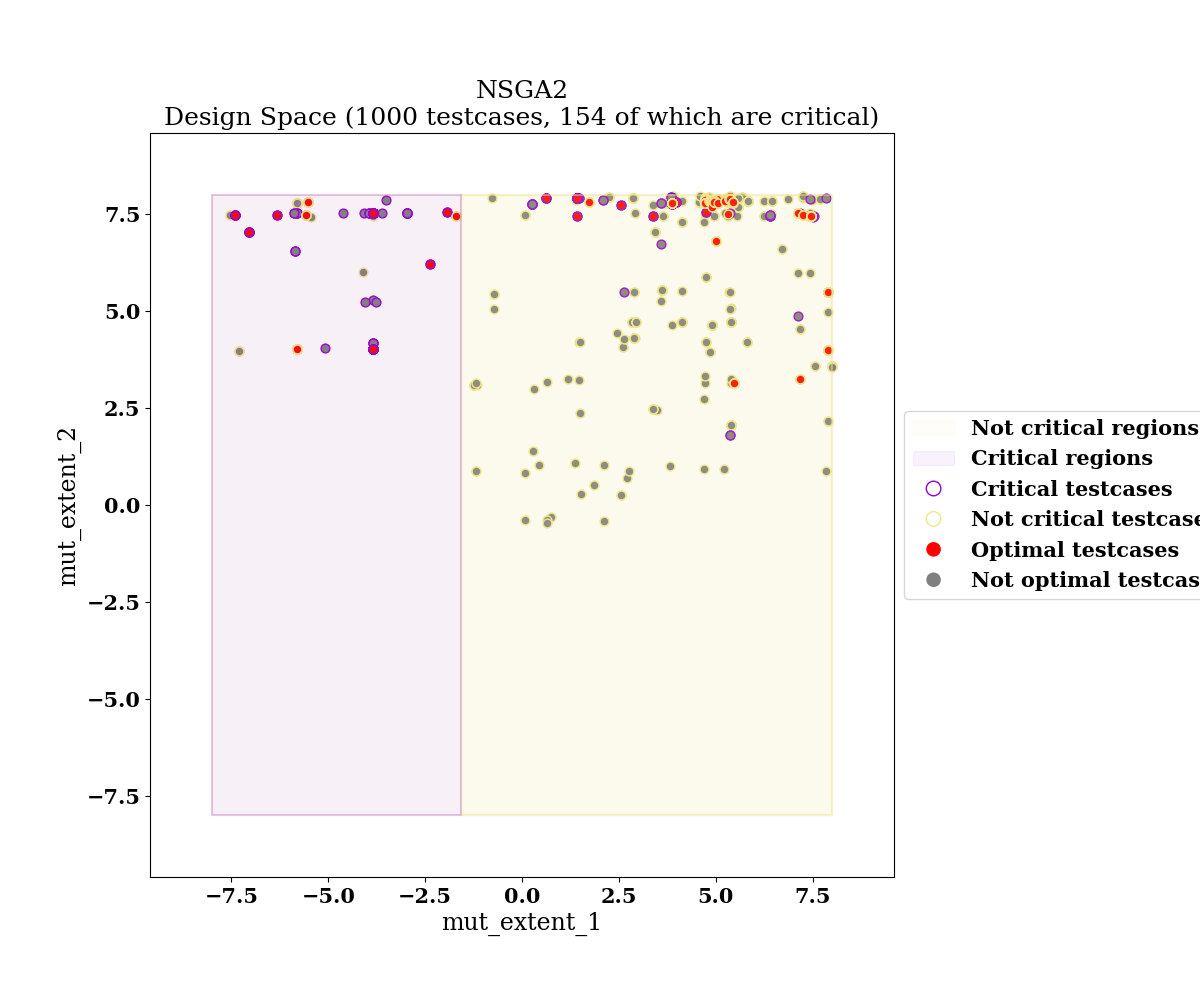 NSGA2
Design Space (1000 testcases, 154 of which are critical)
7.5
5.0
2.5
0.0
−2.5
−5.0
−7.5
mut_extent_2
−7.5 −5.0 −2.5 0.0 2.5 5.0 7.5
mut_extent_1
Not critical regions
Critical regions
Critical testcases
Not critical testcase
Optimal testcases
Not optimal testcas